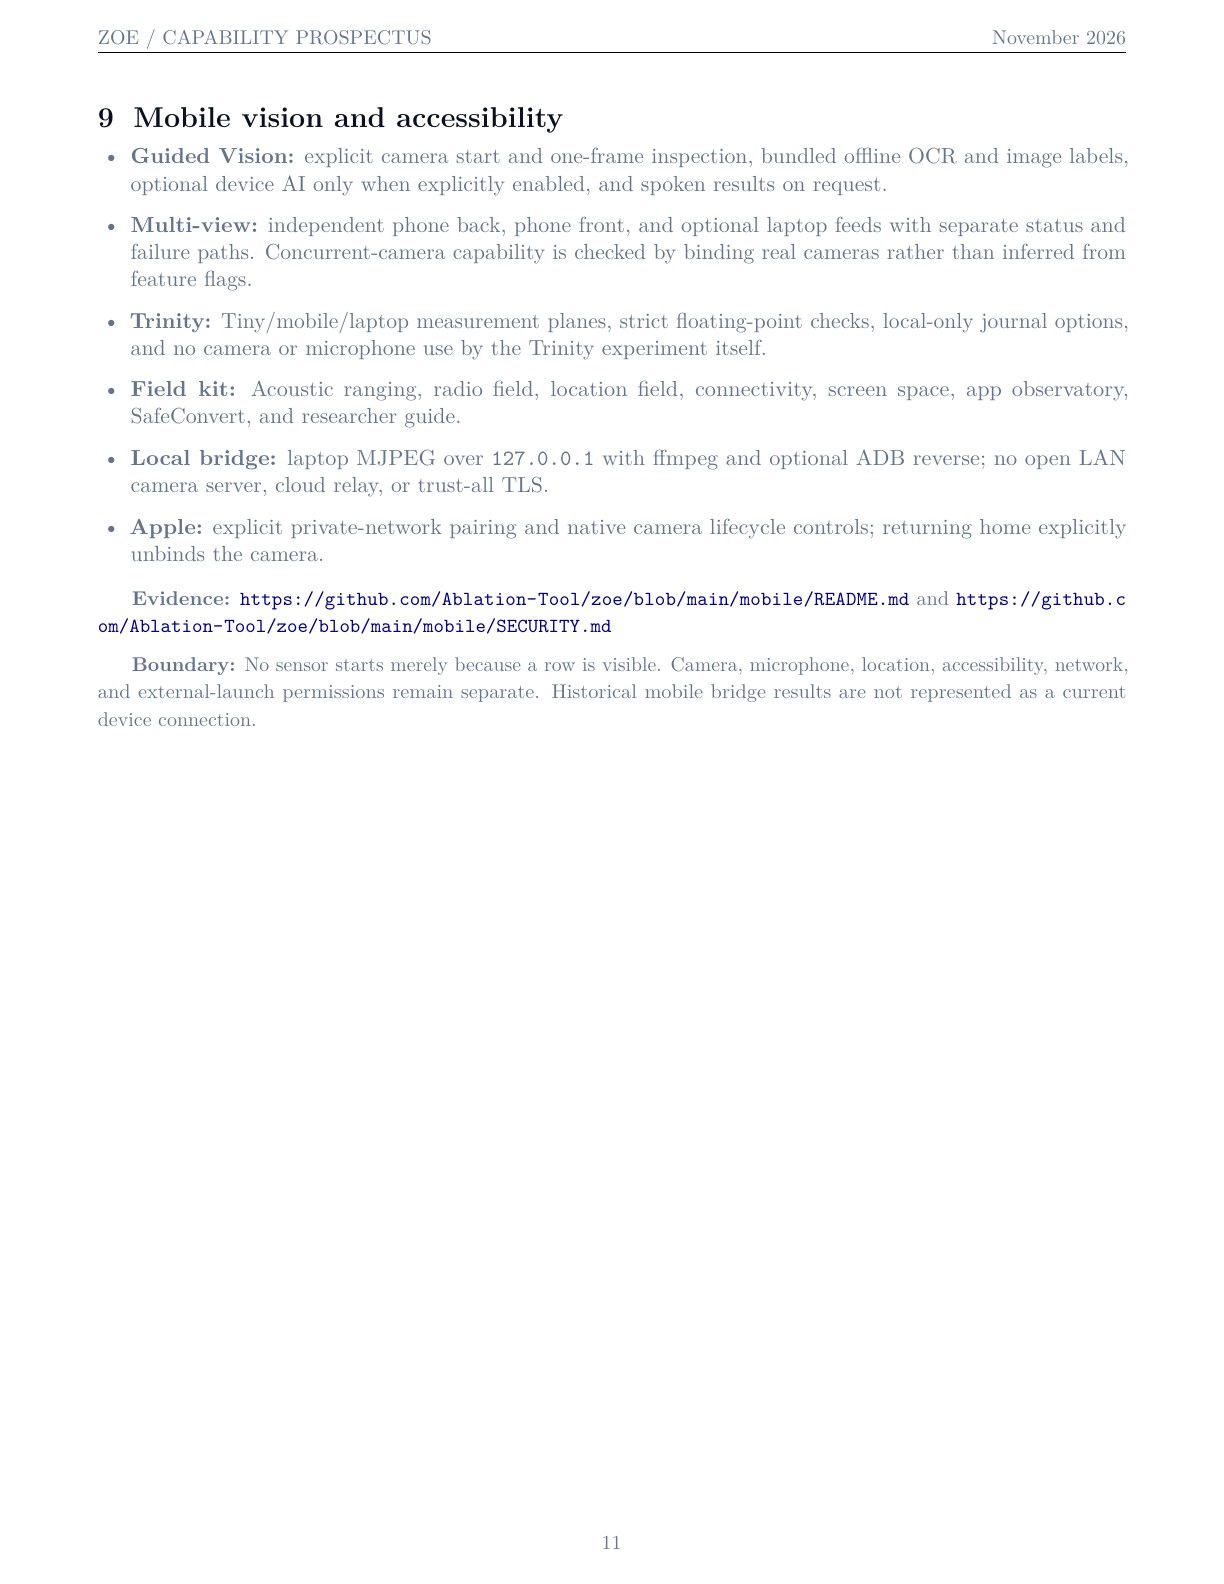 ZOE / CAPABILITY PROSPECTUS November 2026
9 Mobile vision and accessibility
• Guided Vision: explicit camera start and one-frame inspection, bundled offline OCR and image labels,
optional device AI only when explicitly enabled, and spoken results on request.
• Multi-view: independent phone back, phone front, and optional laptop feeds with separate status and
failure paths. Concurrent-camera capability is checked by binding real cameras rather than inferred from
feature flags.
• Trinity: Tiny/mobile/laptop measurement planes, strict floating-point checks, local-only journal options,
and no camera or microphone use by the Trinity experiment itself.
• Field kit: Acoustic ranging, radio field, location field, connectivity, screen space, app observatory,
SafeConvert, and researcher guide.
• Local bridge: laptop MJPEG over 127.0.0.1 with ffmpeg and optional ADB reverse; no open LAN
camera server, cloud relay, or trust-all TLS.
• Apple: explicit private-network pairing and native camera lifecycle controls; returning home explicitly
unbinds the camera.
Evidence: https://github.com/Ablation-Tool/zoe/blob/main/mobile/README.md and https://github.c
om/Ablation-Tool/zoe/blob/main/mobile/SECURITY.md
Boundary: No sensor starts merely because a row is visible. Camera, microphone, location, accessibility, network,
and external-launch permissions remain separate. Historical mobile bridge results are not represented as a current
device connection.
11